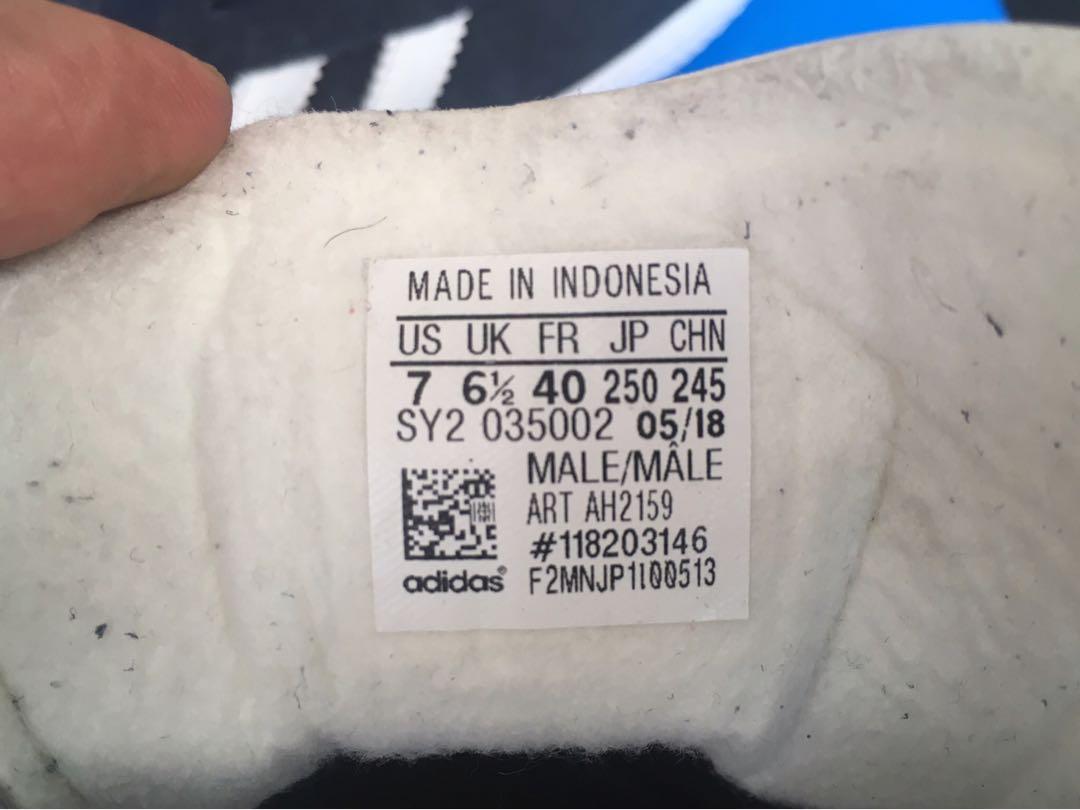 MADE IN INDONESIA
US UK FR JP CHN
7 6½ 40 250 245
SY2 035002 05/18
MALE/MÂLE
ART AH2159
#118203146
F2MNJP1100513
adidas®